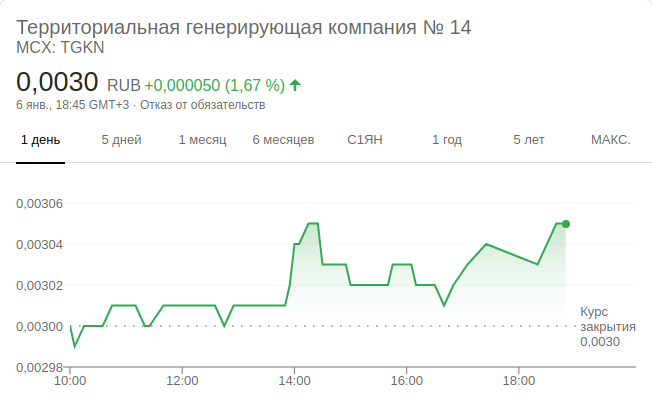 Территориальная генерирующая компания № 14
MCX: TGKN
0,0030 RUB +0,000050 (1,67 %)
6 янв., 18:45 GMT+3 · Отказ от обязательств
1 день 5 дней 1 месяц 6 месяцев С1ЯН 1 год 5 лет МАКС.
0,00306
0,00304
0,00302
0,00300
0,00298
Курс
закрытия
0,0030
10:00 12:00 14:00 16:00 18:00